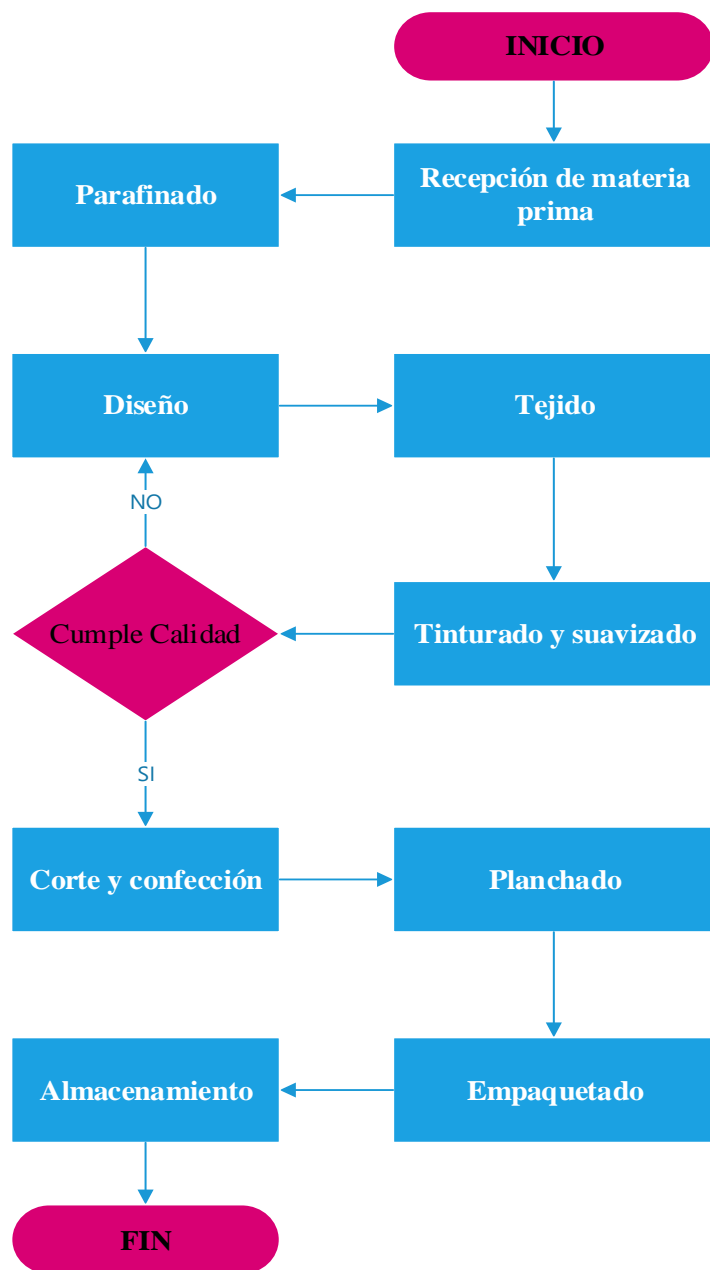 INICIO
Recepción de materia
prima
Parafinado
Diseño
Tejido
Tinturado y suavizado
Cumple Calidad
NO
SI
Corte y confección
Planchado
Empaquetado
Almacenamiento
FIN